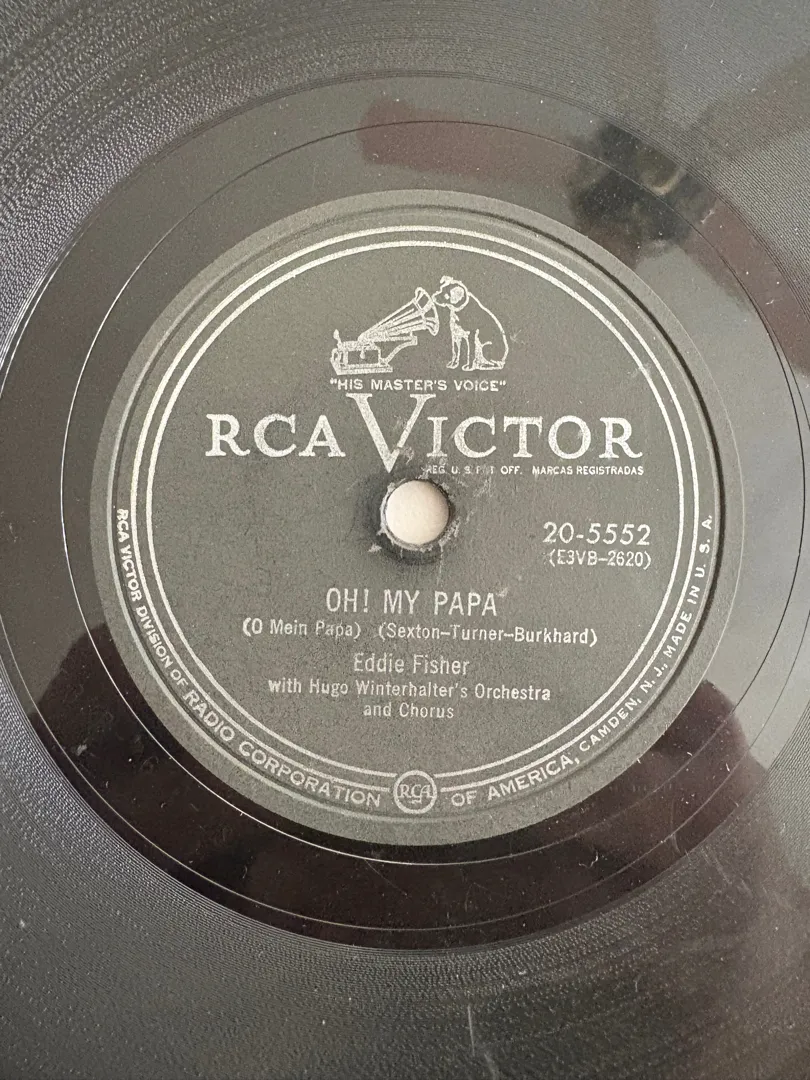 "HIS MASTER'S VOICE"
RCA VICTOR
REG. U. S. PAT. OFF. MARCAS REGISTRADAS
20-5552
(E3VB-2620)
OH! MY PAPA
(O Mein Papa) (Sexton-Turner-Burkhard)
Eddie Fisher
with Hugo Winterhalter's Orchestra
and Chorus
RCA VICTOR DIVISION OF RADIO CORPORATION RCA OF AMERICA, CAMDEN, N. J., MADE IN U. S. A.